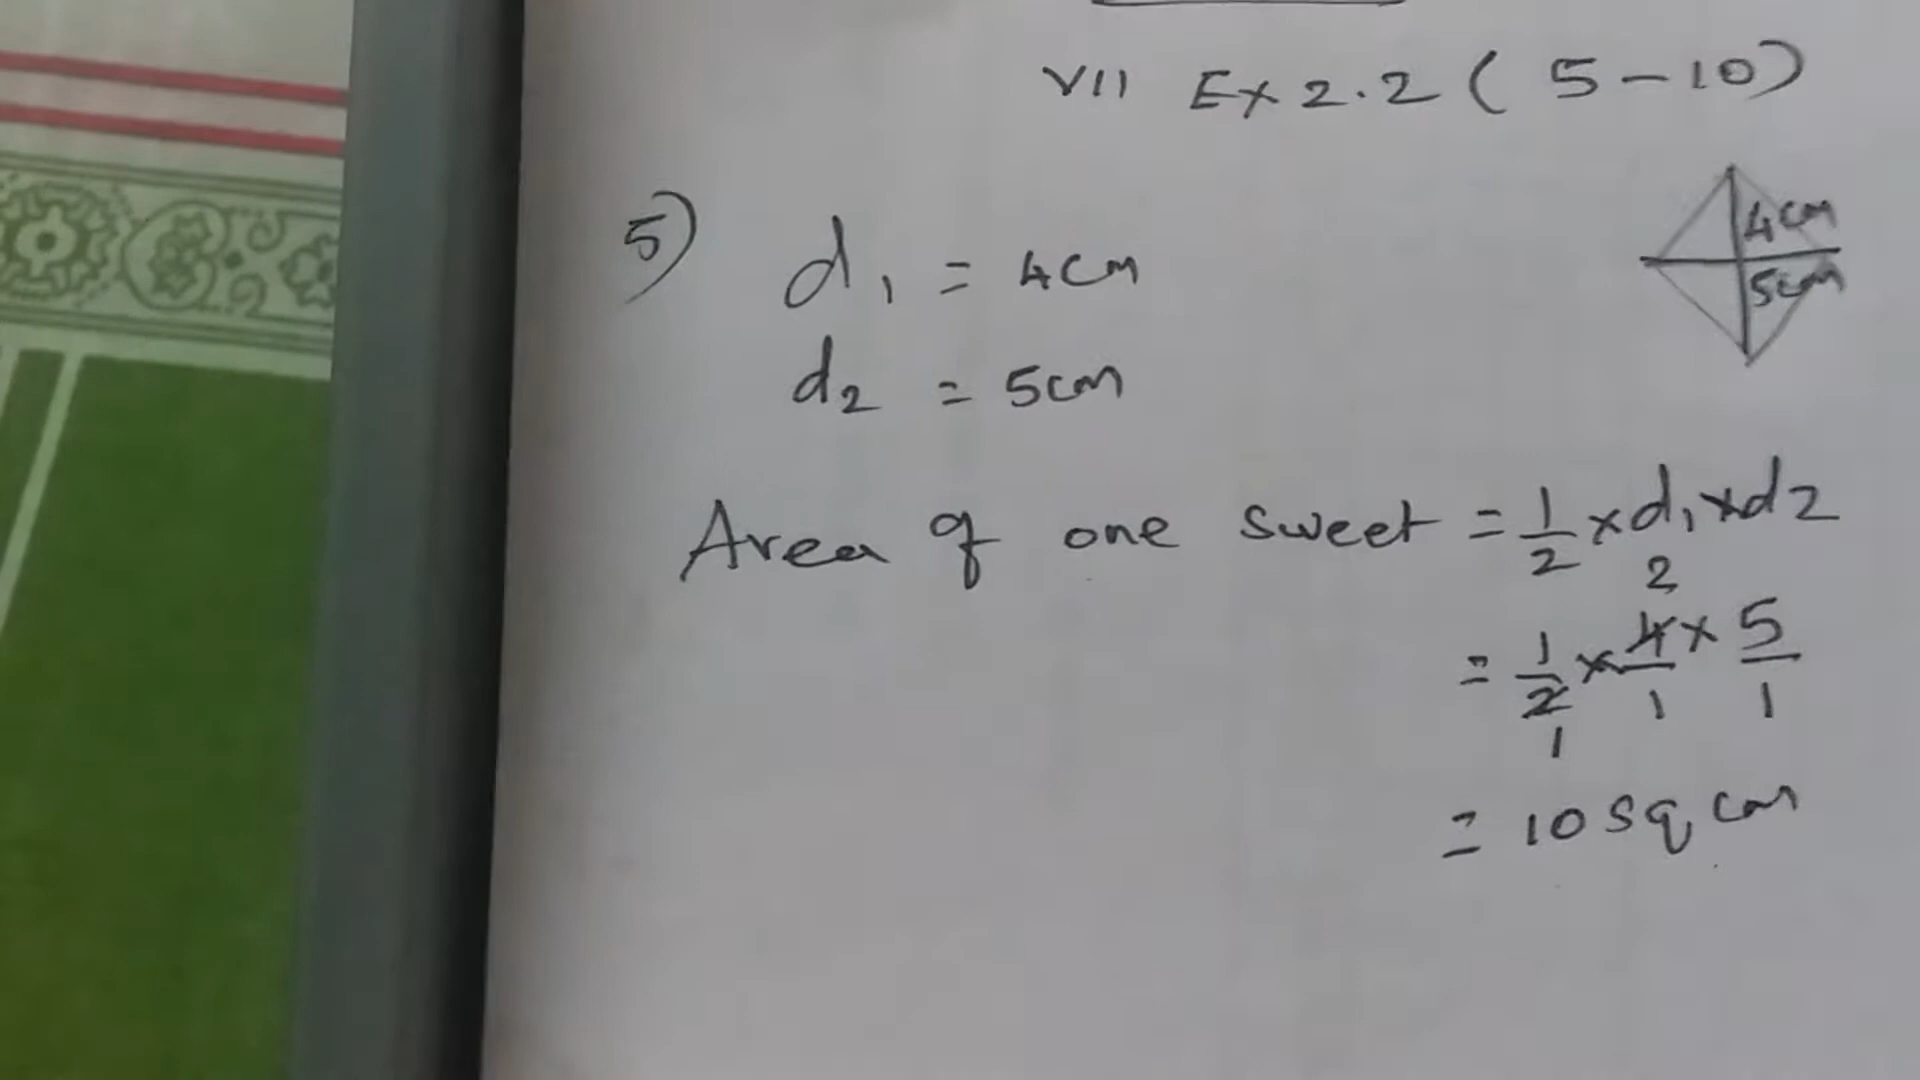 VII Ex 2.2 ( 5 - 10)
5)
d₁ = 4cm
d₂ = 5cm
4cm
5cm
Area of one sweet = 1/2 x d₁ x d2
= 1/2 x 4/1 x 5/1
2
1
= 10 sq cm